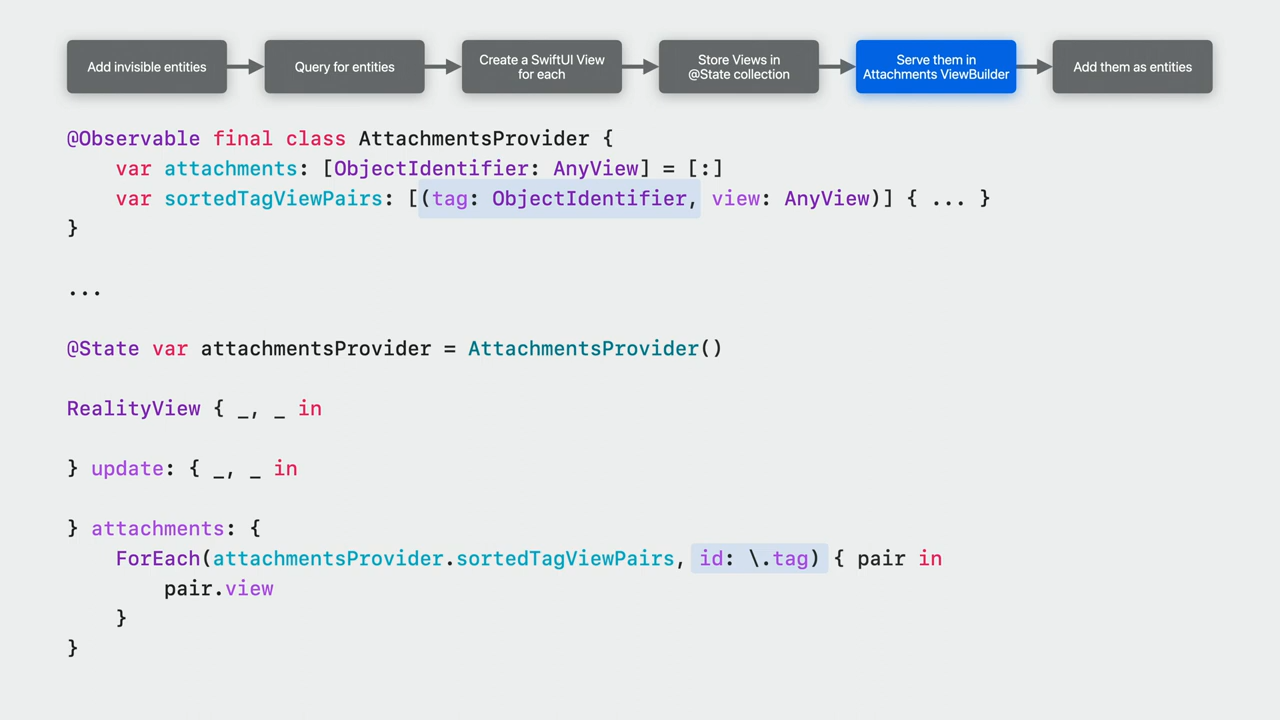 Add invisible entities
Query for entities
Create a SwiftUI View
for each
Store Views in
@State collection
Serve them in
Attachments ViewBuilder
Add them as entities
@Observable final class AttachmentsProvider {
    var attachments: [ObjectIdentifier: AnyView] = [:]
    var sortedTagViewPairs: [(tag: ObjectIdentifier, view: AnyView)] { ... }
}
...
@State var attachmentsProvider = AttachmentsProvider()
RealityView { _, _ in
} update: { _, _ in
} attachments: {
    ForEach(attachmentsProvider.sortedTagViewPairs, id: \.tag) { pair in
        pair.view
    }
}